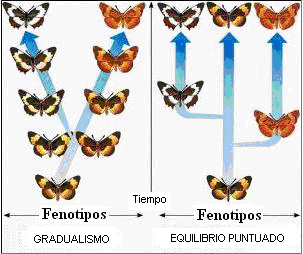 Tiempo
Fenotipos
Fenotipos
GRADUALISMO
EQUILIBRIO PUNTUADO